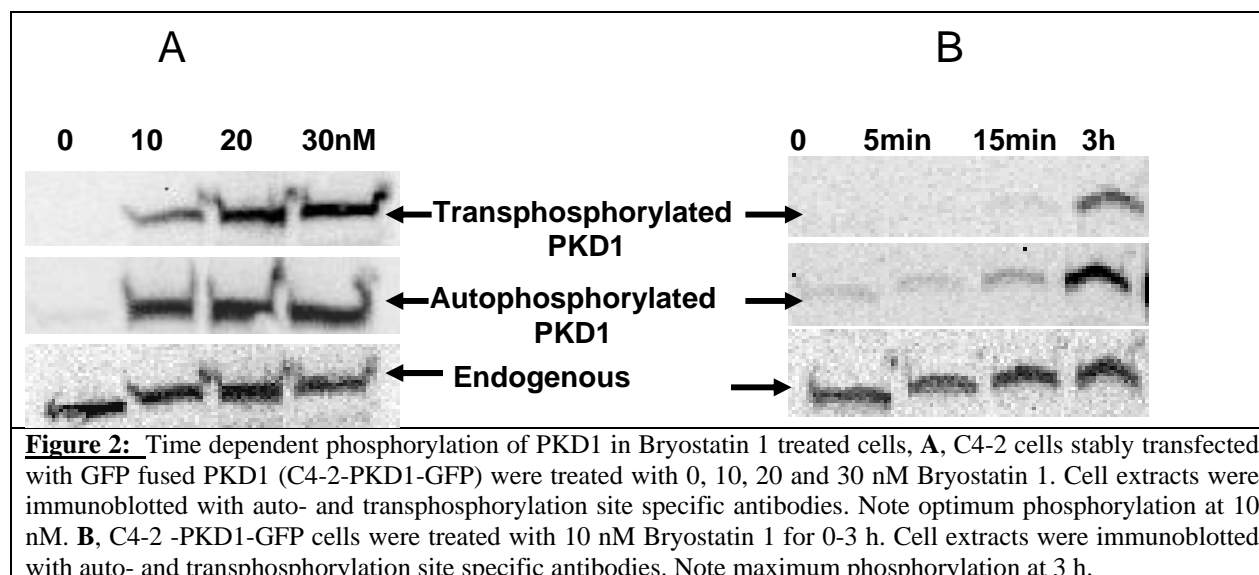 A
B
0 10 20 30nM
0 5min 15min 3h
Transphosphorylated
PKD1
Autophosphorylated
PKD1
Endogenous
Figure 2: Time dependent phosphorylation of PKD1 in Bryostatin 1 treated cells, A, C4-2 cells stably transfected
with GFP fused PKD1 (C4-2-PKD1-GFP) were treated with 0, 10, 20 and 30 nM Bryostatin 1. Cell extracts were
immunoblotted with auto- and transphosphorylation site specific antibodies. Note optimum phosphorylation at 10
nM. B, C4-2 -PKD1-GFP cells were treated with 10 nM Bryostatin 1 for 0-3 h. Cell extracts were immunoblotted
with auto- and transphosphorylation site specific antibodies. Note maximum phosphorylation at 3 h.